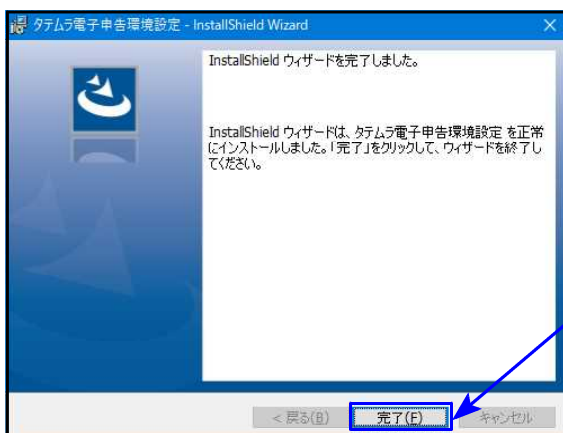 タテムラ電子申告環境設定 - InstallShield Wizard
InstallShield ウィザードを完了しました。
InstallShield ウィザードは、タテムラ電子申告環境設定 を正常
にインストールしました。「完了」をクリックして、ウィザードを終了し
てください。
< 戻る(B)
完了(F)
キャンセル